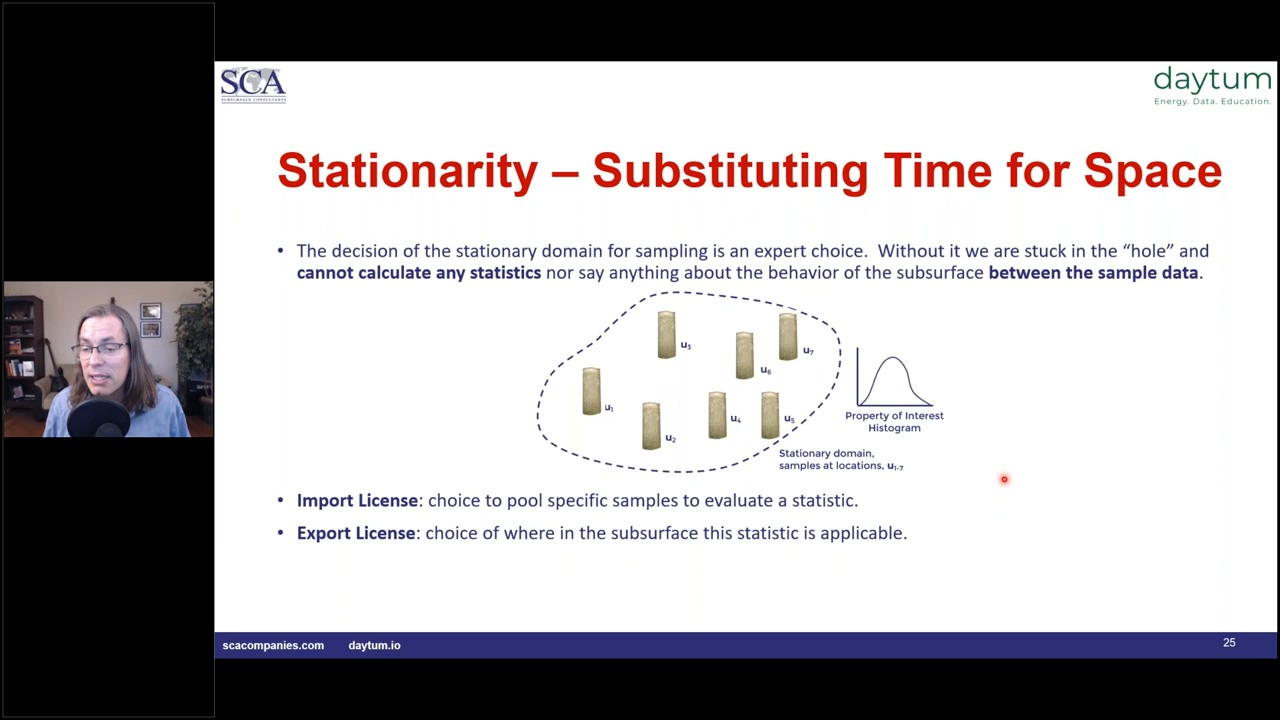 SCA
SUBSURFACE CONSULTANTS
daytum
Energy. Data. Education.
Stationarity – Substituting Time for Space
• The decision of the stationary domain for sampling is an expert choice.  Without it we are stuck in the “hole” and
cannot calculate any statistics nor say anything about the behavior of the subsurface between the sample data.
u3
u7
u6
u1
u4
u5
u2
Property of Interest
Histogram
Stationary domain,
samples at locations, u1-7
• Import License: choice to pool specific samples to evaluate a statistic.
• Export License: choice of where in the subsurface this statistic is applicable.
scacompanies.com
daytum.io
25